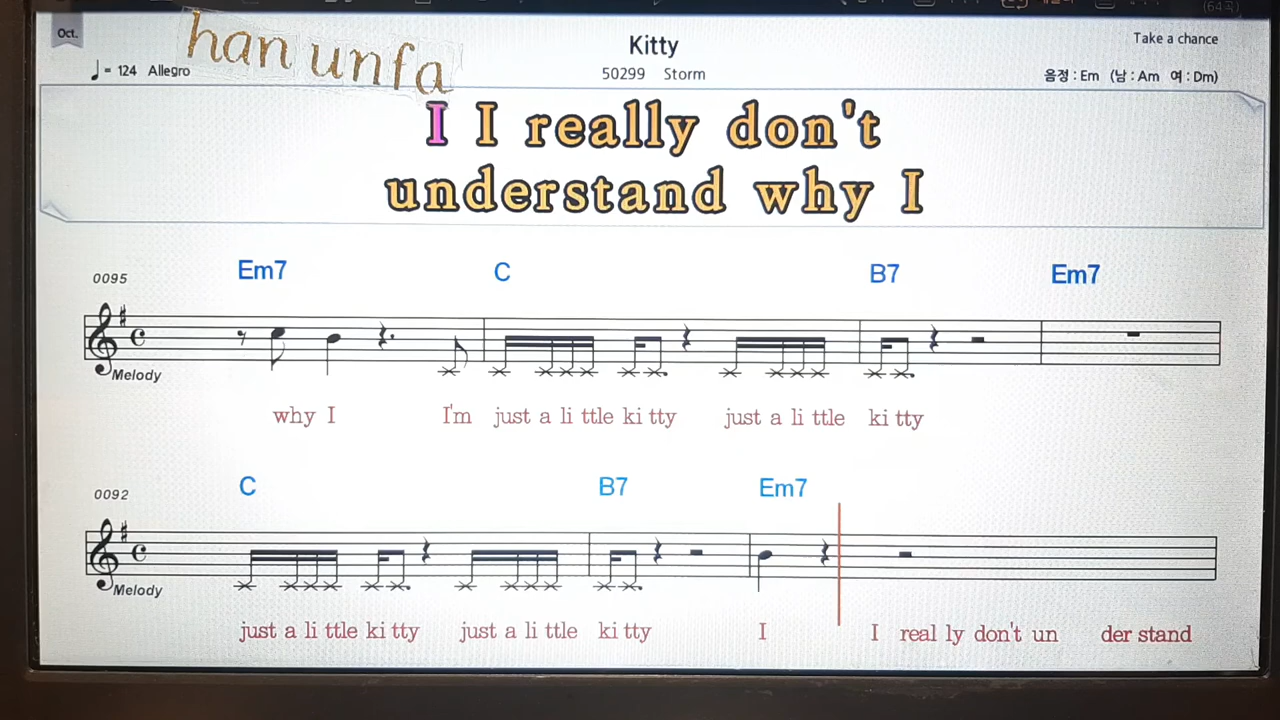 Oct.
han unfa
Kitty
Take a chance
♩ = 124 Allegro
50299 Storm
음정 : Em (남 : Am 여 : Dm)
I I really don't
understand why I
0095
Em7 C B7 Em7
Melody
why I I'm just a li ttle ki tty just a li ttle ki tty
0092
C B7 Em7
Melody
just a li ttle ki tty just a li ttle ki tty I I real ly don't un der stand